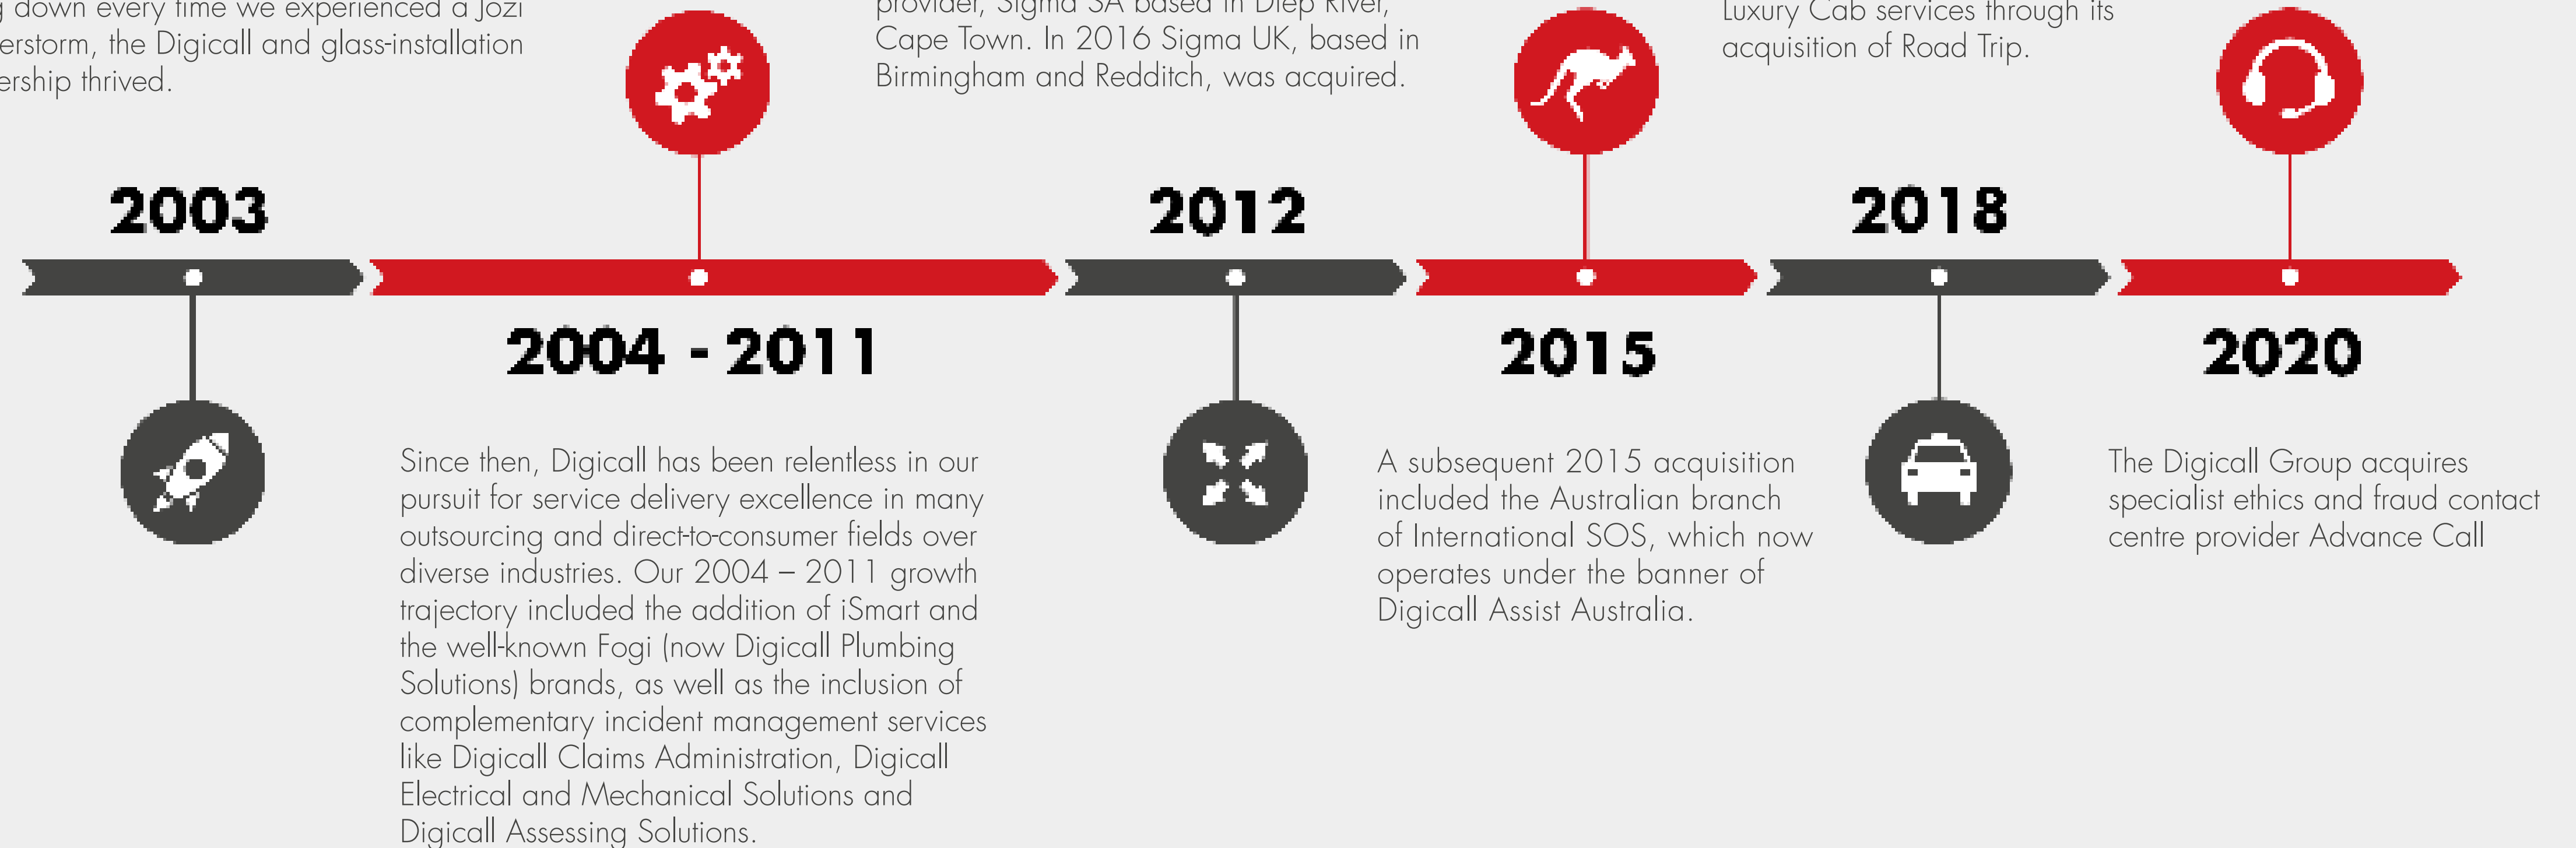 down every time we experienced a Jozi
erstorm, the Digicall and glass-installation
ership thrived.
provider, Sigma SA based in Diep River,
Cape Town. In 2016 Sigma UK, based in
Birmingham and Redditch, was acquired.
Luxury Cab services through its
acquisition of Road Trip.
2003
2012
2018
2004 - 2011
2015
2020
Since then, Digicall has been relentless in our
pursuit for service delivery excellence in many
outsourcing and direct-to-consumer fields over
diverse industries. Our 2004 – 2011 growth
trajectory included the addition of iSmart and
the well-known Fogi (now Digicall Plumbing
Solutions) brands, as well as the inclusion of
complementary incident management services
like Digicall Claims Administration, Digicall
Electrical and Mechanical Solutions and
Digicall Assessing Solutions.
A subsequent 2015 acquisition
included the Australian branch
of International SOS, which now
operates under the banner of
Digicall Assist Australia.
The Digicall Group acquires
specialist ethics and fraud contact
centre provider Advance Call